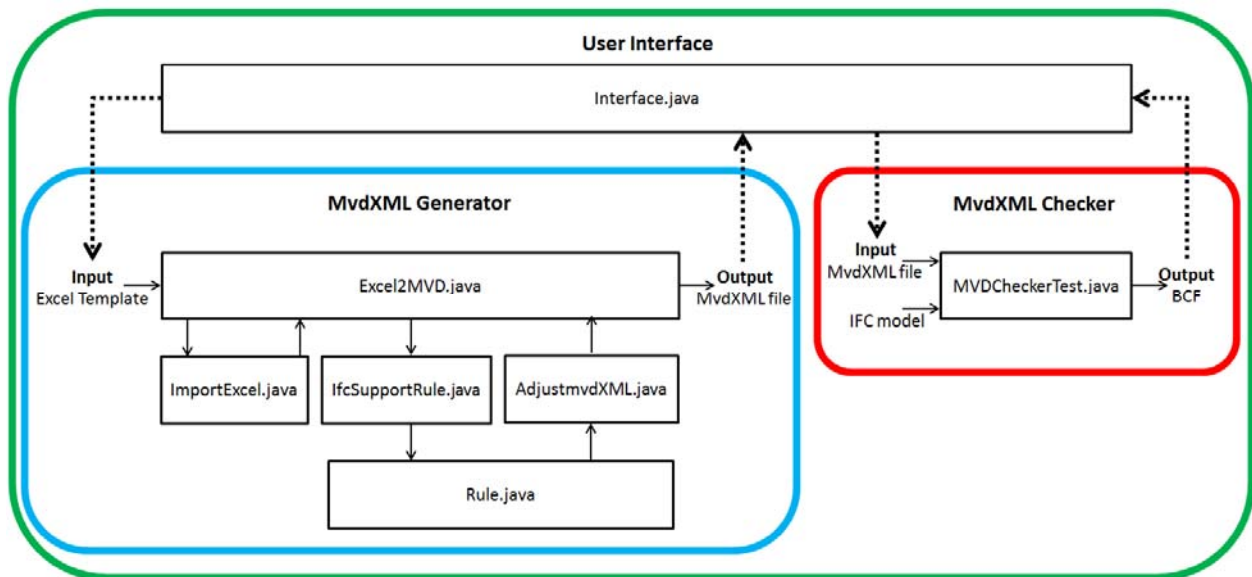 User Interface
Interface.java
MvdXML Generator
Input
Excel Template
Excel2MVD.java
Output
MvdXML file
ImportExcel.java
IfcSupportRule.java
AdjustmvdXML.java
Rule.java
MvdXML Checker
Input
MvdXML file
IFC model
MVDCheckerTest.java
Output
BCF